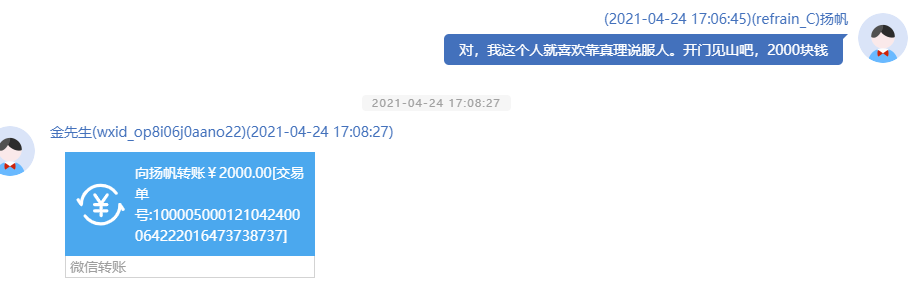 (2021-04-24 17:06:45)(refrain_C)扬帆
对，我这个人就喜欢靠真理说服人。开门见山吧，2000块钱
2021-04-24 17:08:27
金先生(wxid_op8i06j0aano22)(2021-04-24 17:08:27)
向扬帆转账￥2000.00[交易
单
号:100005000121042400
064222016473738737]
微信转账